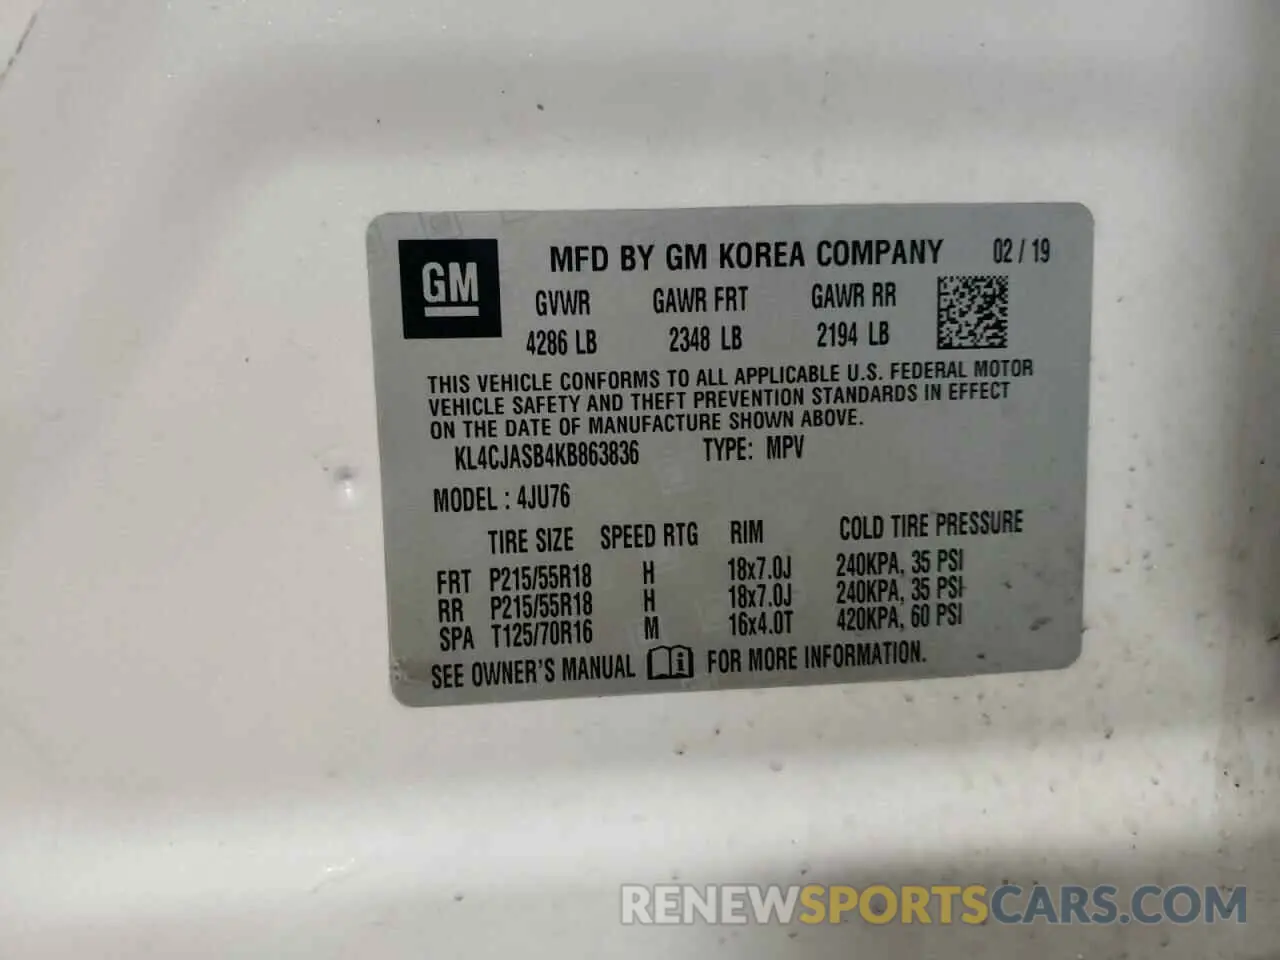 GM
MFD BY GM KOREA COMPANY 02 / 19
GVWR GAWR FRT GAWR RR
4286 LB 2348 LB 2194 LB
THIS VEHICLE CONFORMS TO ALL APPLICABLE U.S. FEDERAL MOTOR
VEHICLE SAFETY AND THEFT PREVENTION STANDARDS IN EFFECT
ON THE DATE OF MANUFACTURE SHOWN ABOVE.
KL4CJASB4KB863836 TYPE: MPV
MODEL : 4JU76
TIRE SIZE SPEED RTG RIM COLD TIRE PRESSURE
FRT P215/55R18 H 18x7.0J 240KPA, 35 PSI
RR P215/55R18 H 18x7.0J 240KPA, 35 PSI
SPA T125/70R16 M 16x4.0T 420KPA, 60 PSI
SEE OWNER'S MANUAL FOR MORE INFORMATION.
RENEWSPORTSCARS.COM